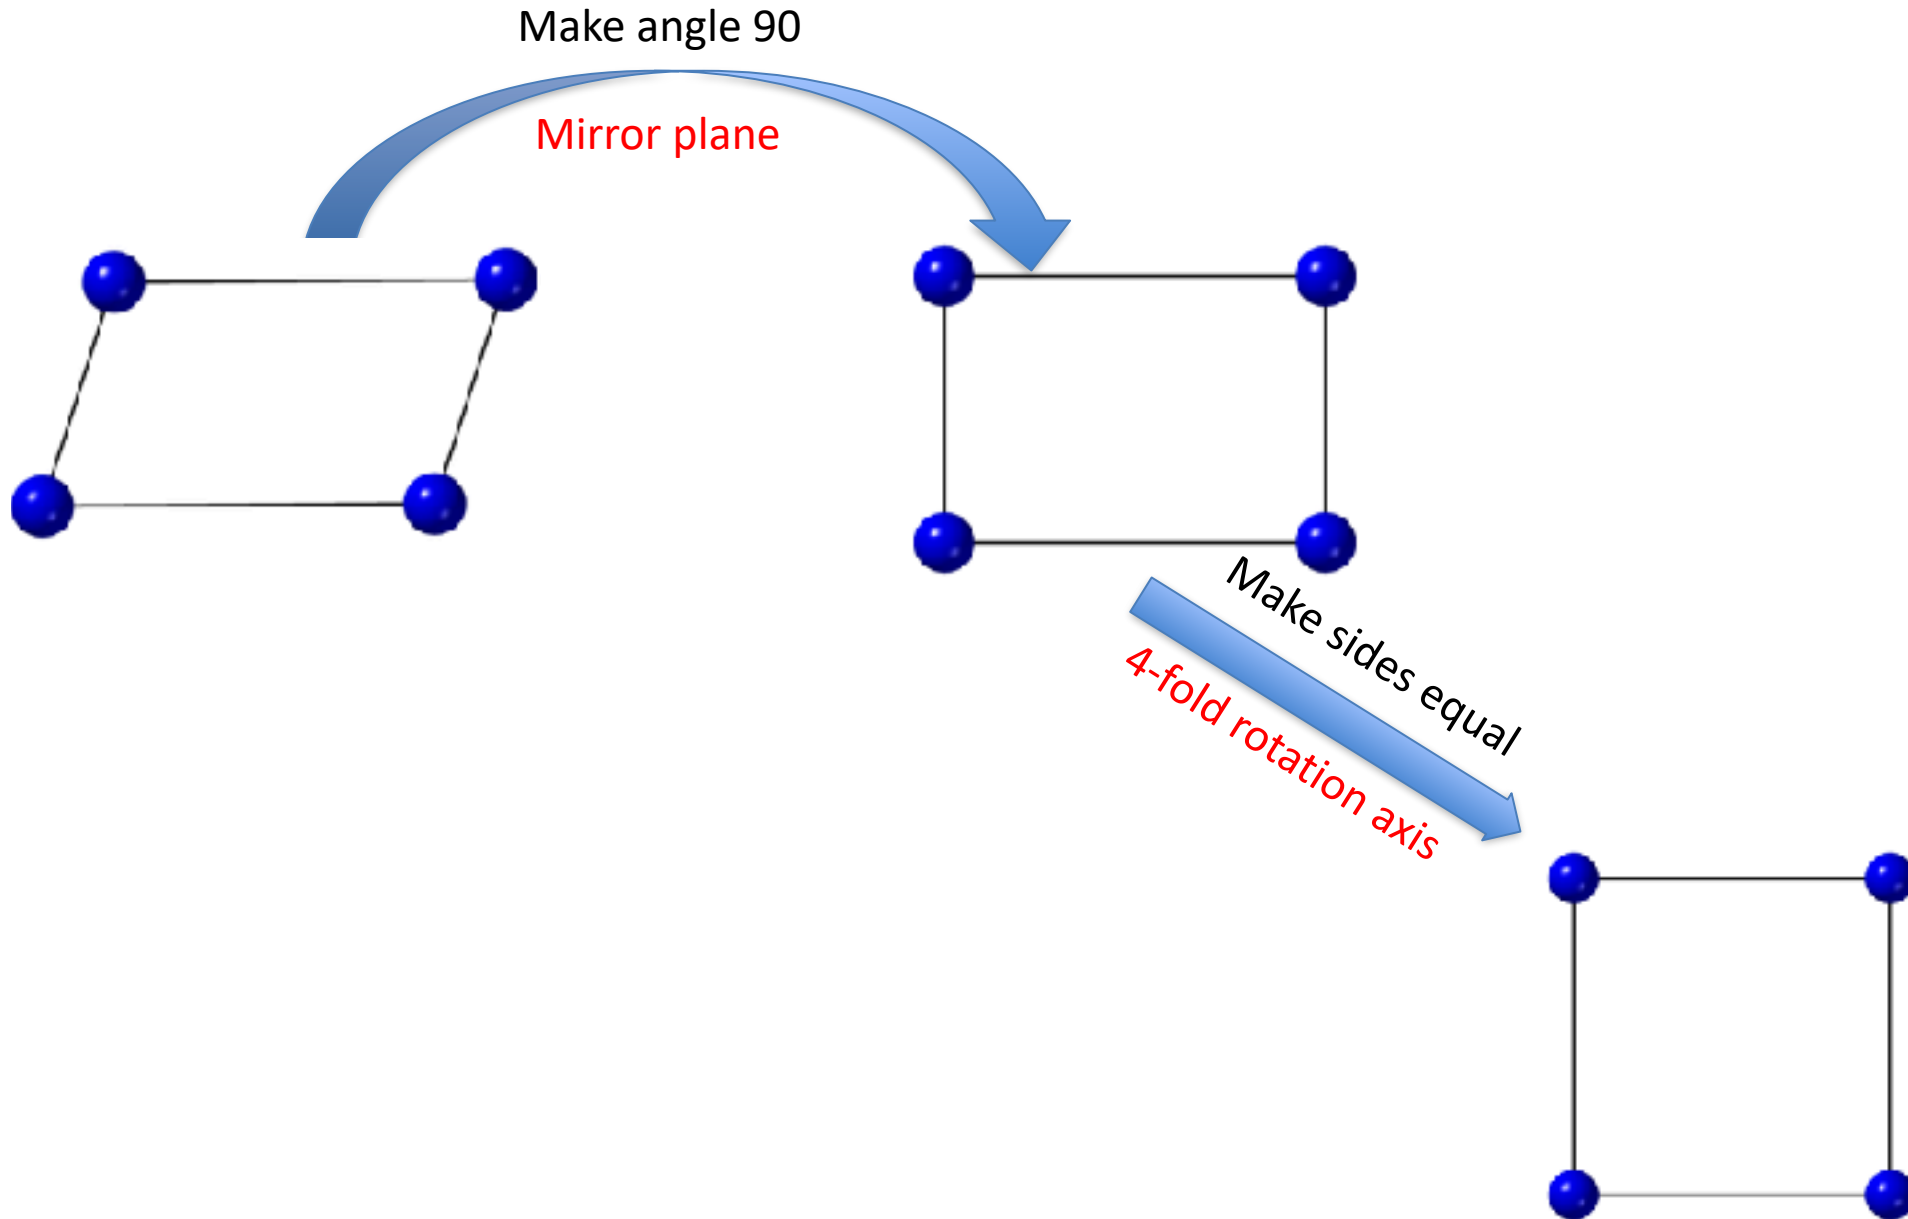 Make angle 90
Mirror plane
Make sides equal
4-fold rotation axis